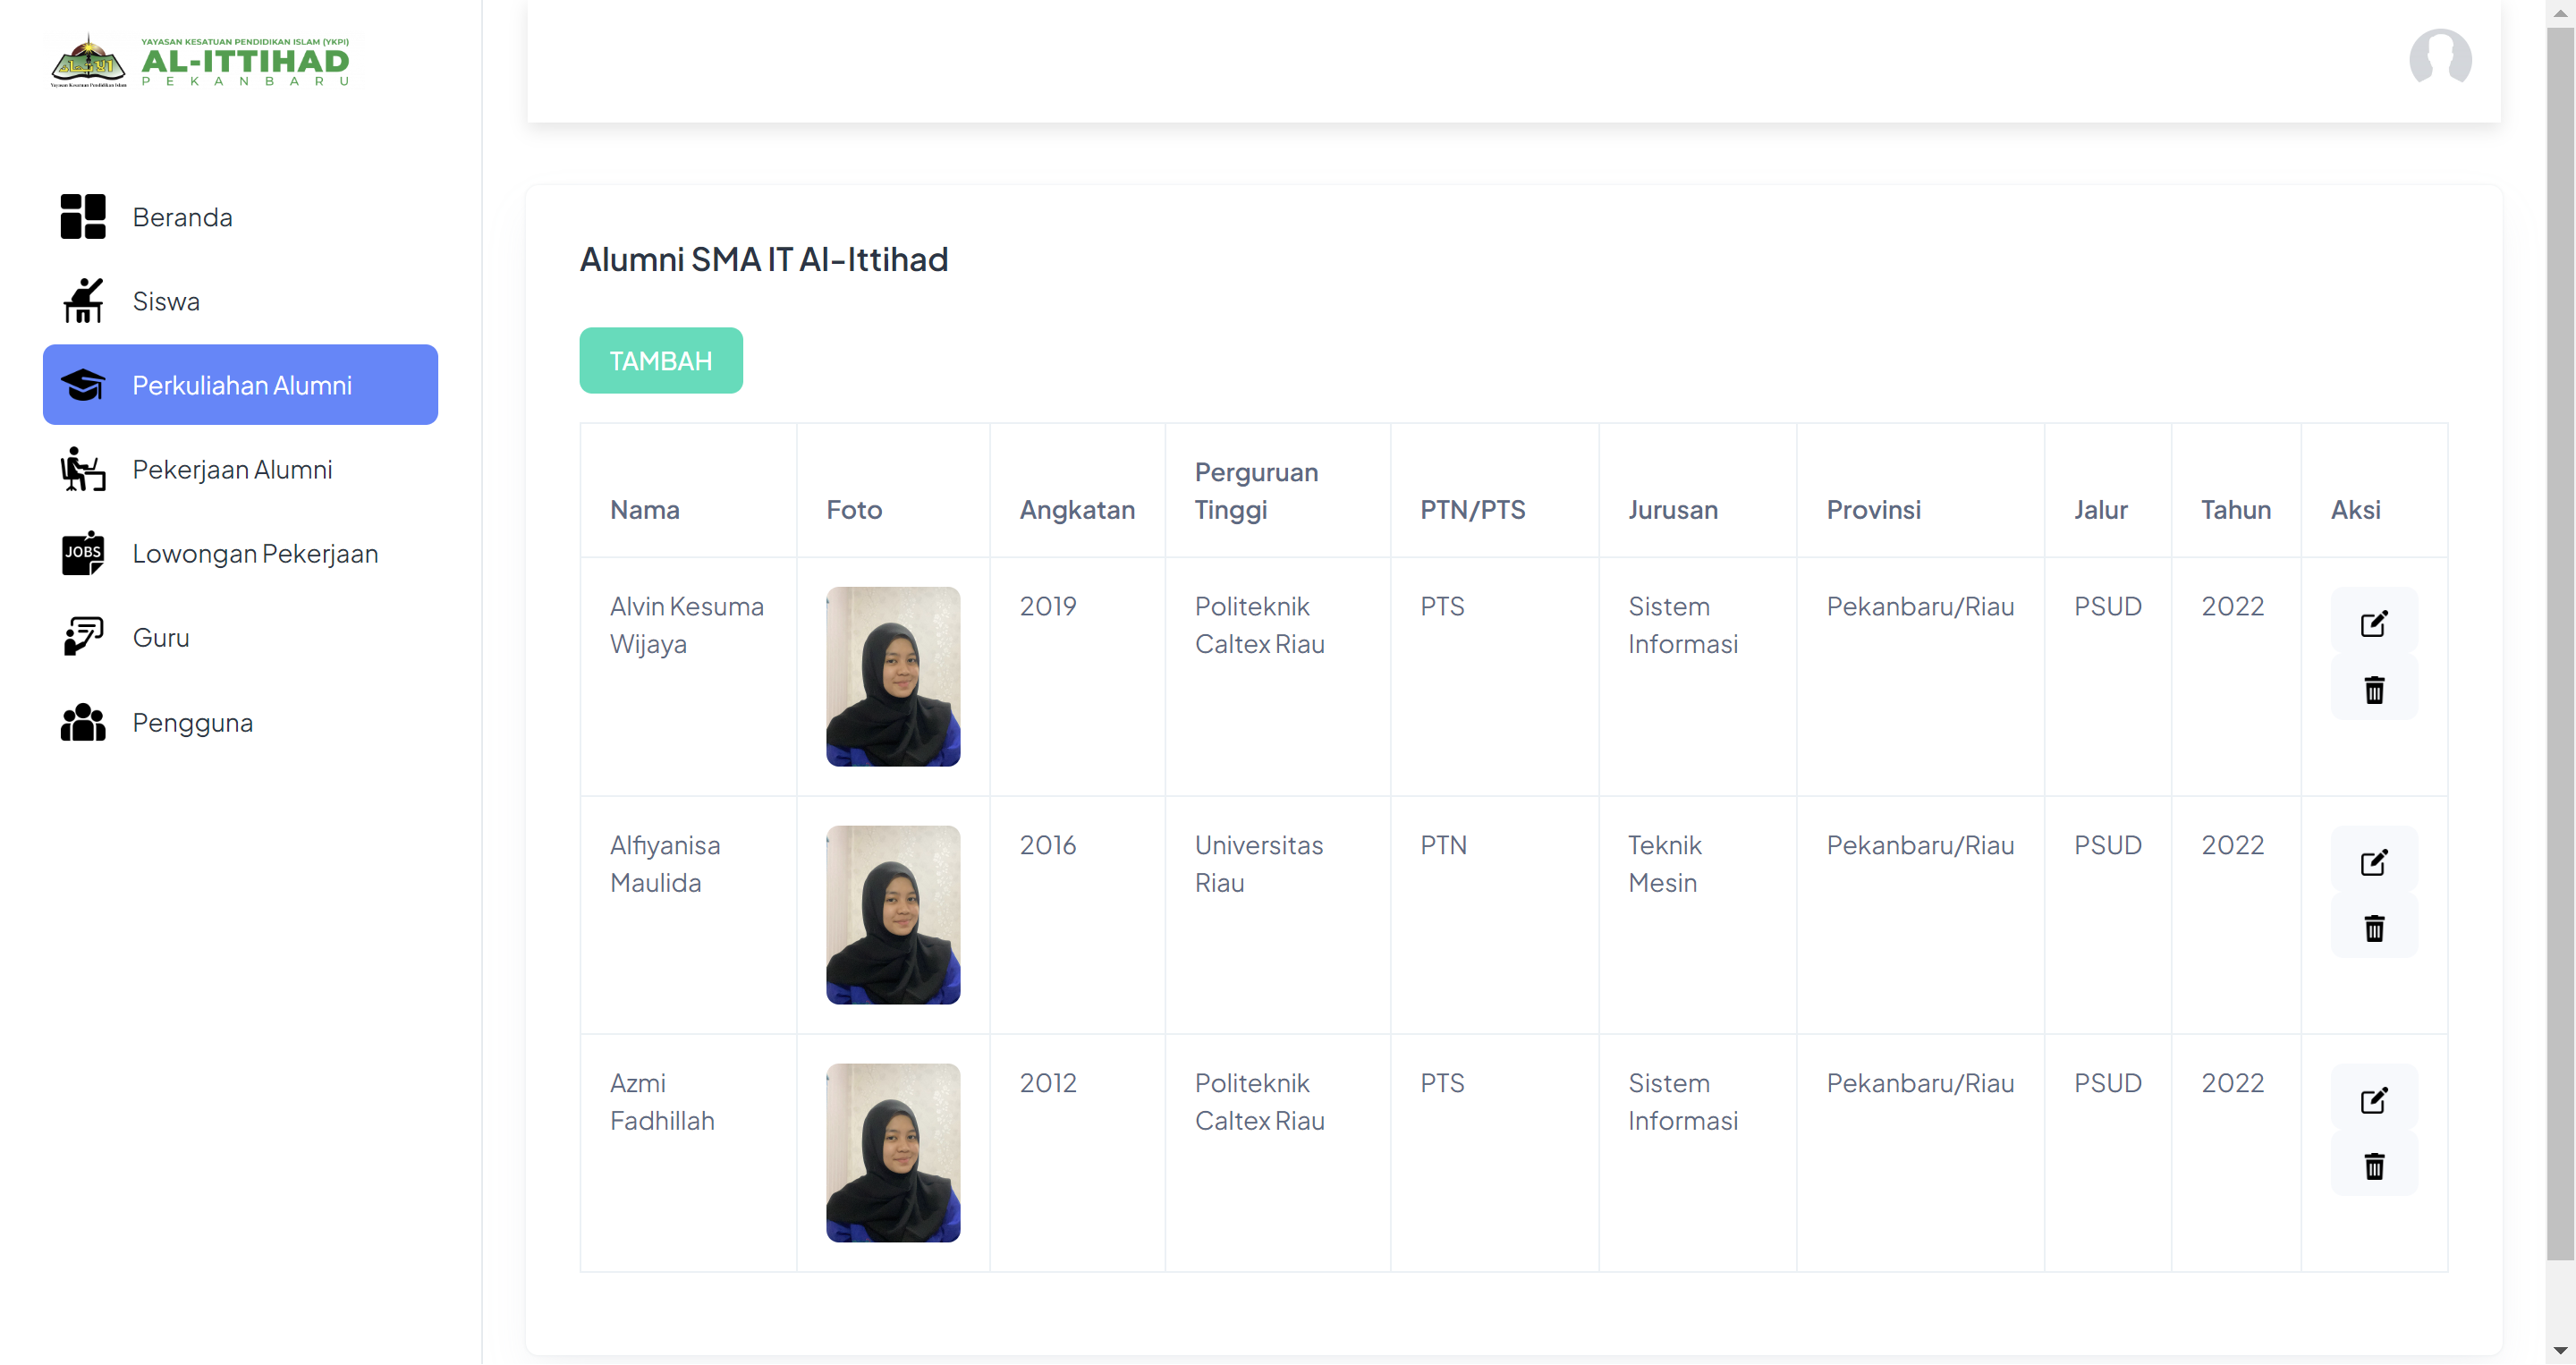 YAYASAN KESATUAN PENDIDIKAN ISLAM (YKPI)
AL-ITTIHAD
PEKANBARU
Yayasan Kesatuan Pendidikan Islam
Beranda
Siswa
Perkuliahan Alumni
Pekerjaan Alumni
JOBS
Lowongan Pekerjaan
Guru
Pengguna
Alumni SMA IT Al-Ittihad
TAMBAH
Nama Foto Angkatan Perguruan Tinggi PTN/PTS Jurusan Provinsi Jalur Tahun Aksi
Alvin Kesuma Wijaya 2019 Politeknik Caltex Riau PTS Sistem Informasi Pekanbaru/Riau PSUD 2022
Alfiyanisa Maulida 2016 Universitas Riau PTN Teknik Mesin Pekanbaru/Riau PSUD 2022
Azmi Fadhillah 2012 Politeknik Caltex Riau PTS Sistem Informasi Pekanbaru/Riau PSUD 2022